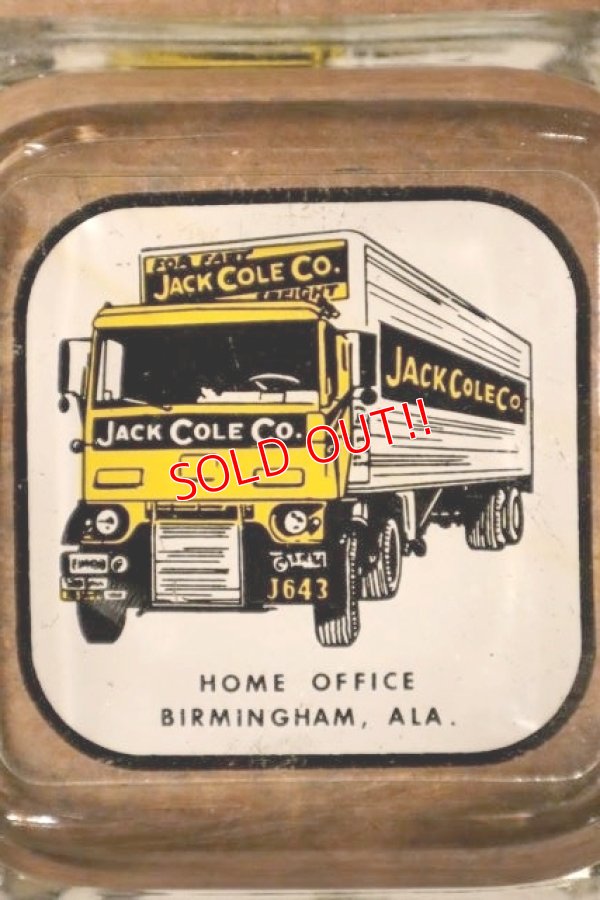 FOR FAST
JACK COLE CO.
FREIGHT
JACK COLE CO.
JACK COLE CO.
SOLD OUT!!
J643
HOME OFFICE
BIRMINGHAM, ALA.